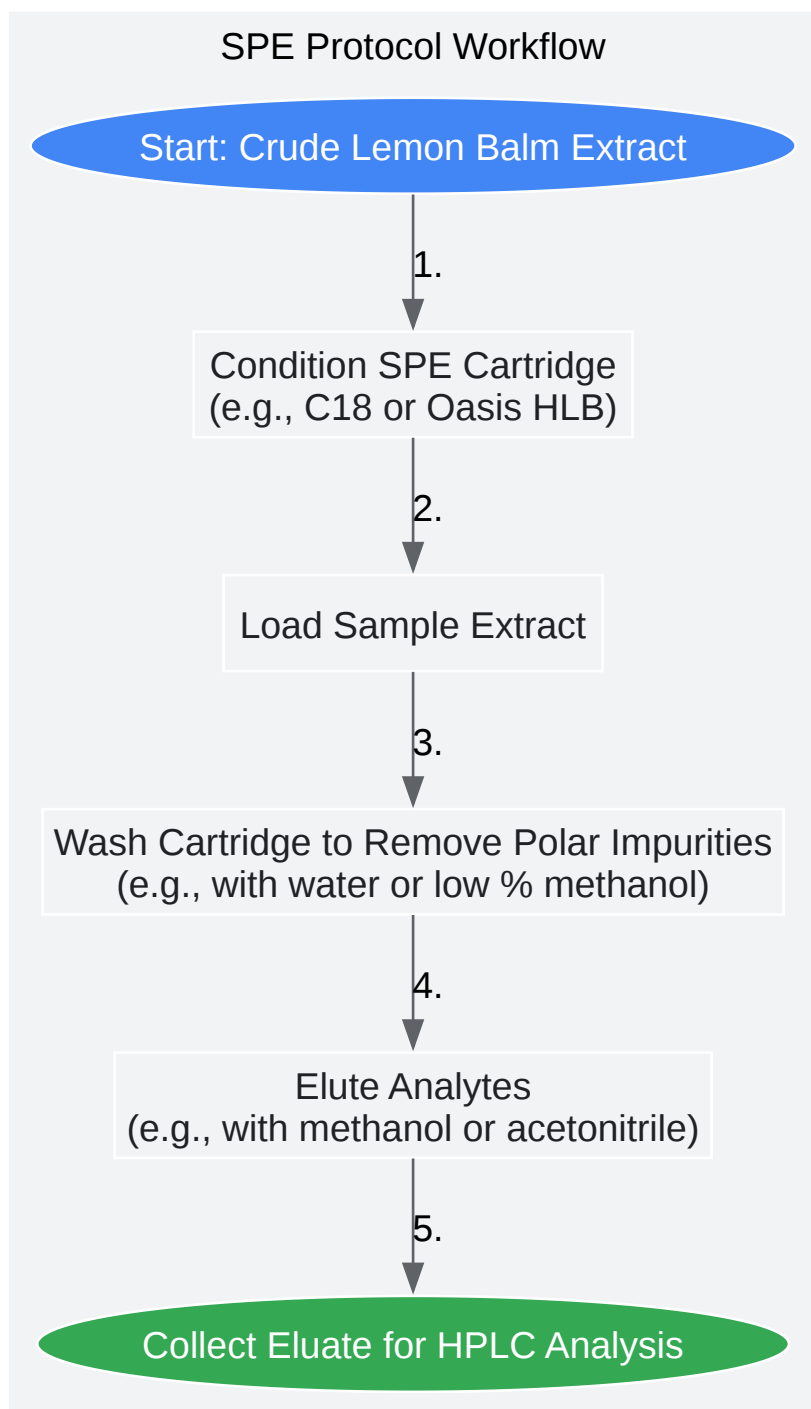 SPE Protocol Workflow
Start: Crude Lemon Balm Extract
1.
Condition SPE Cartridge
(e.g., C18 or Oasis HLB)
2.
Load Sample Extract
3.
Wash Cartridge to Remove Polar Impurities
(e.g., with water or low % methanol)
4.
Elute Analytes
(e.g., with methanol or acetonitrile)
5.
Collect Eluate for HPLC Analysis